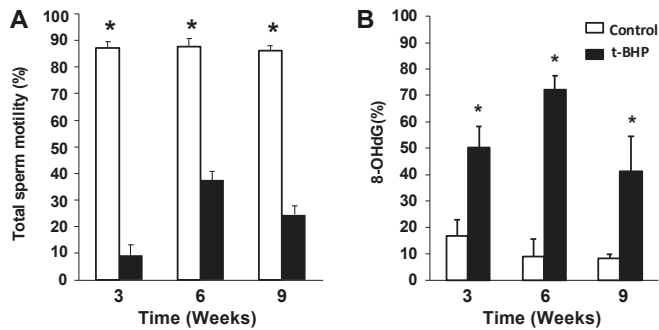 A
Total sperm motility (%)
100
90
80
70
60
50
40
30
20
10
0
* * *
3 6 9
Time (Weeks)
B
8-OHdG(%)
100
90
80
70
60
50
40
30
20
10
0
Control
t-BHP
* * *
3 6 9
Time (Weeks)